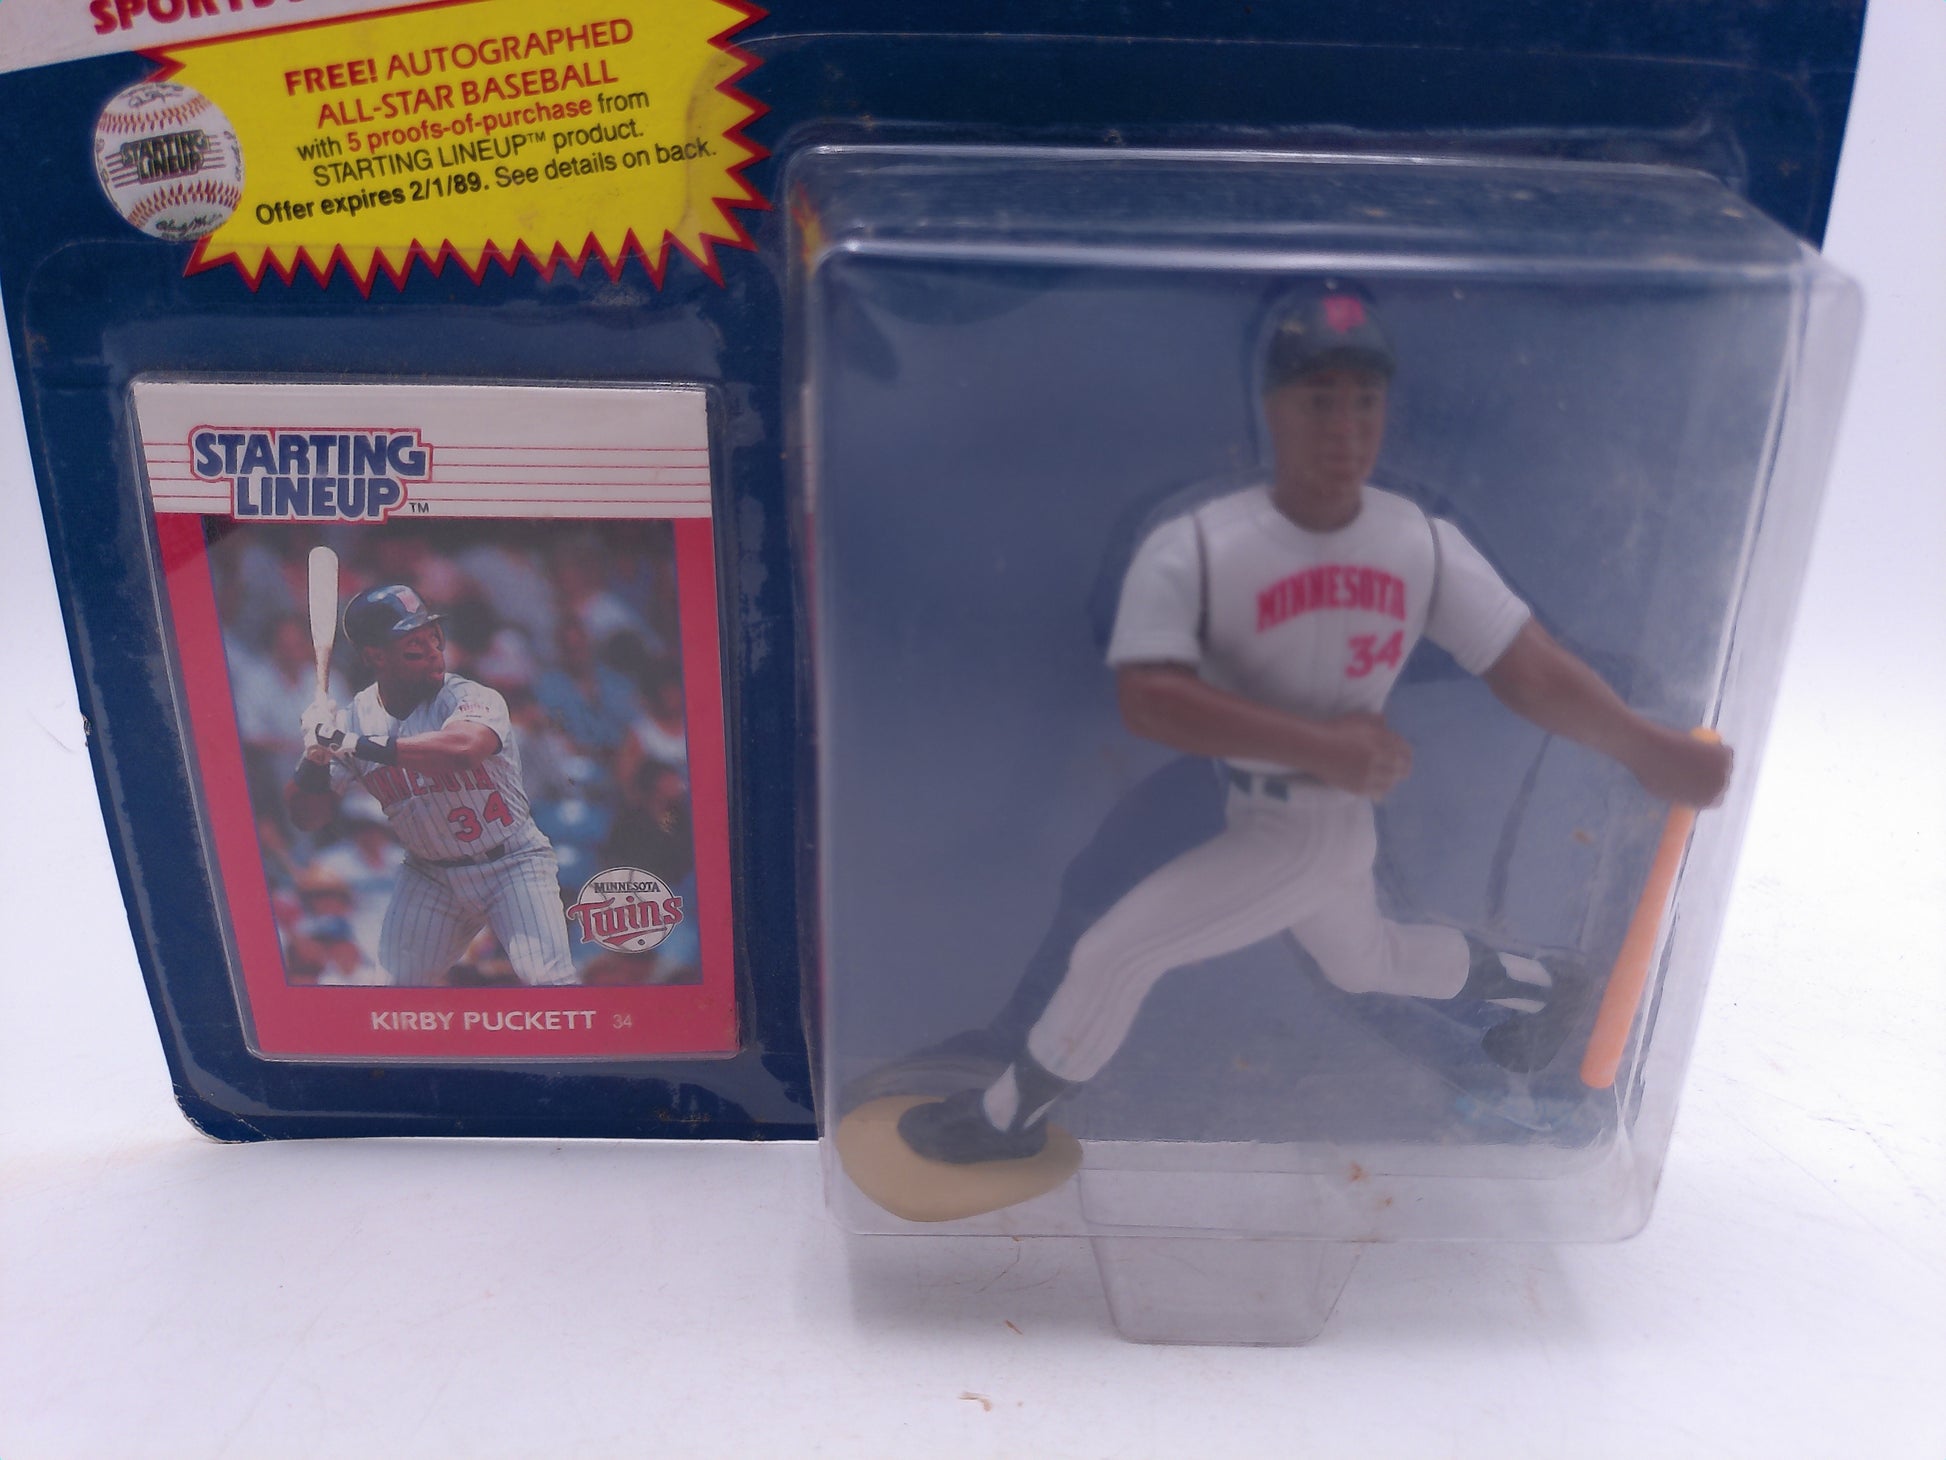 SPORTS
FREE! AUTOGRAPHED
ALL-STAR BASEBALL
with 5 proofs-of-purchase from
STARTING LINEUP™ product.
Offer expires 2/1/89. See details on back.
STARTING
LINEUP
STARTING
LINEUP™
MINNESOTA
34
34
MINNESOTA
Twins
KIRBY PUCKETT 34